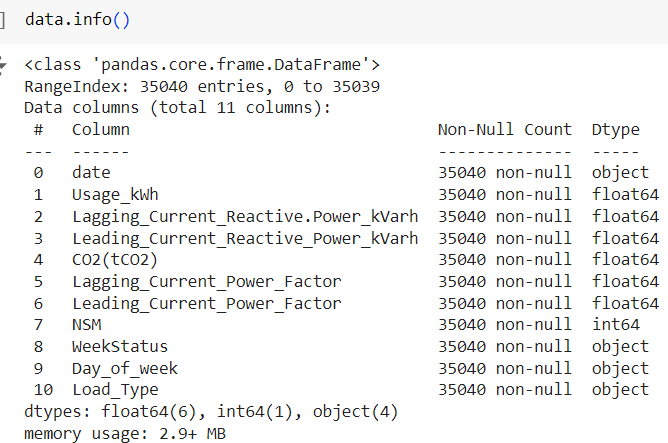 ] data.info()
<class 'pandas.core.frame.DataFrame'>
RangeIndex: 35040 entries, 0 to 35039
Data columns (total 11 columns):
 #   Column                                Non-Null Count  Dtype
---  ------                                --------------  -----
 0   date                                  35040 non-null  object
 1   Usage_kWh                             35040 non-null  float64
 2   Lagging_Current_Reactive.Power_kVarh  35040 non-null  float64
 3   Leading_Current_Reactive_Power_kVarh  35040 non-null  float64
 4   CO2(tCO2)                             35040 non-null  float64
 5   Lagging_Current_Power_Factor          35040 non-null  float64
 6   Leading_Current_Power_Factor          35040 non-null  float64
 7   NSM                                   35040 non-null  int64
 8   WeekStatus                            35040 non-null  object
 9   Day_of_week                           35040 non-null  object
 10  Load_Type                             35040 non-null  object
dtypes: float64(6), int64(1), object(4)
memory usage: 2.9+ MB